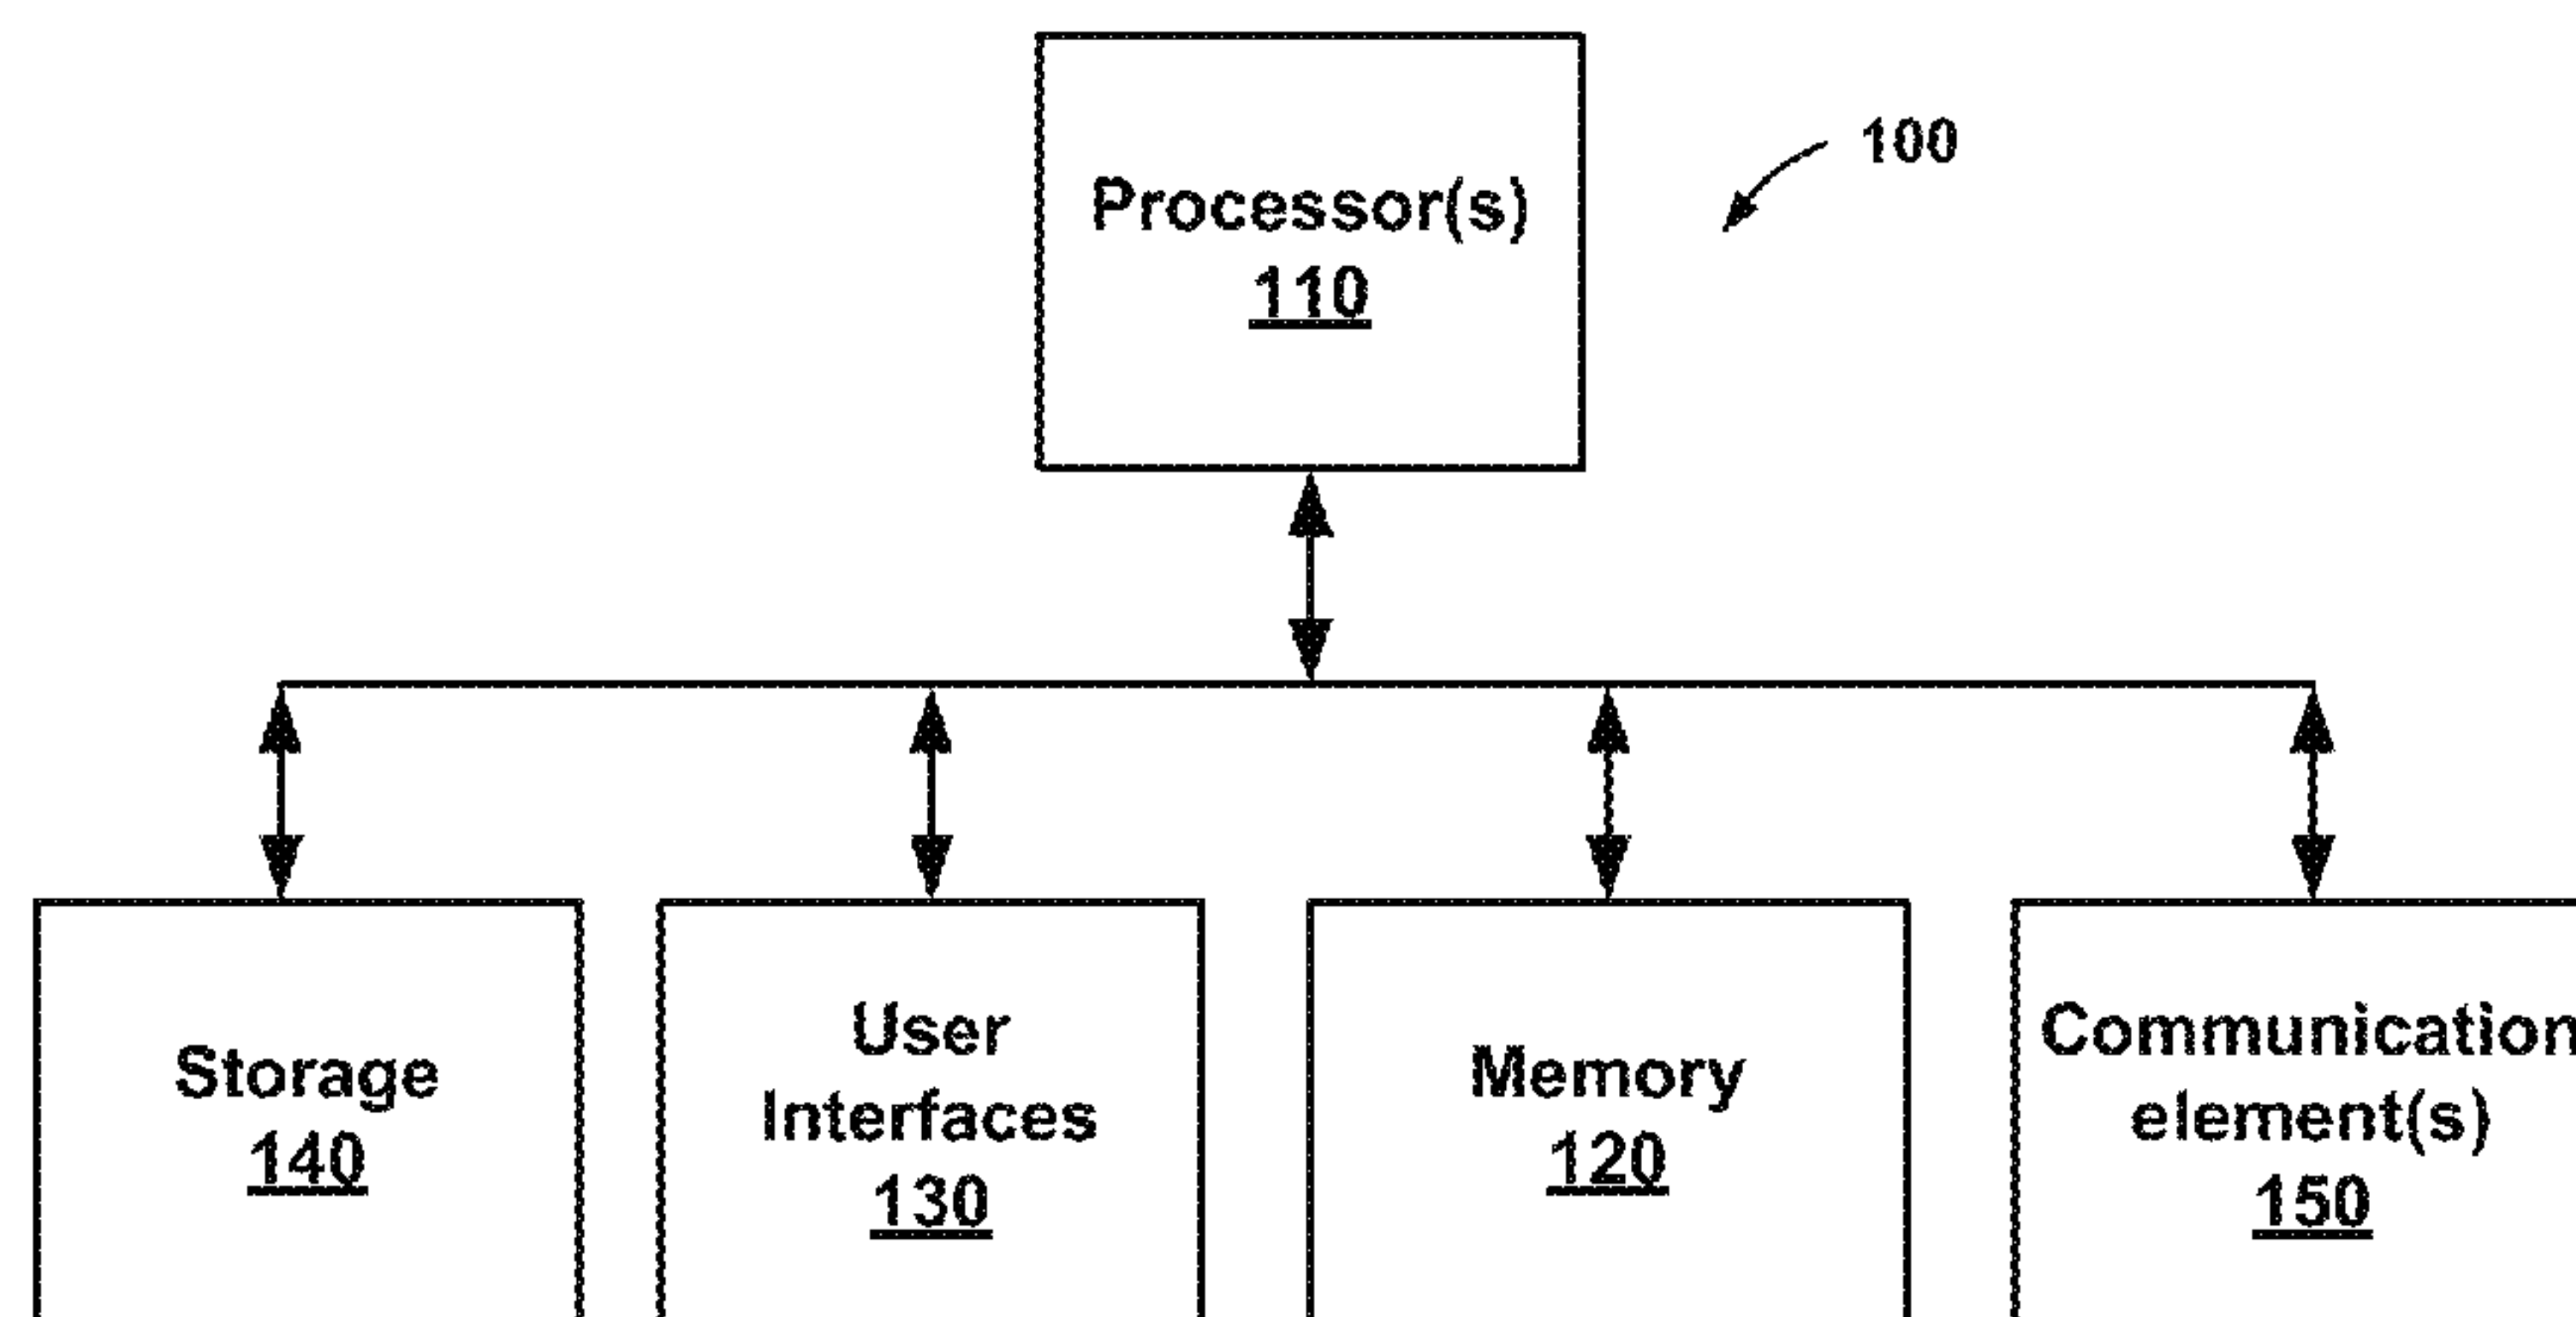 Processor(s)
110
100
Storage
140
User
Interfaces
130
Memory
120
Communication
element(s)
150